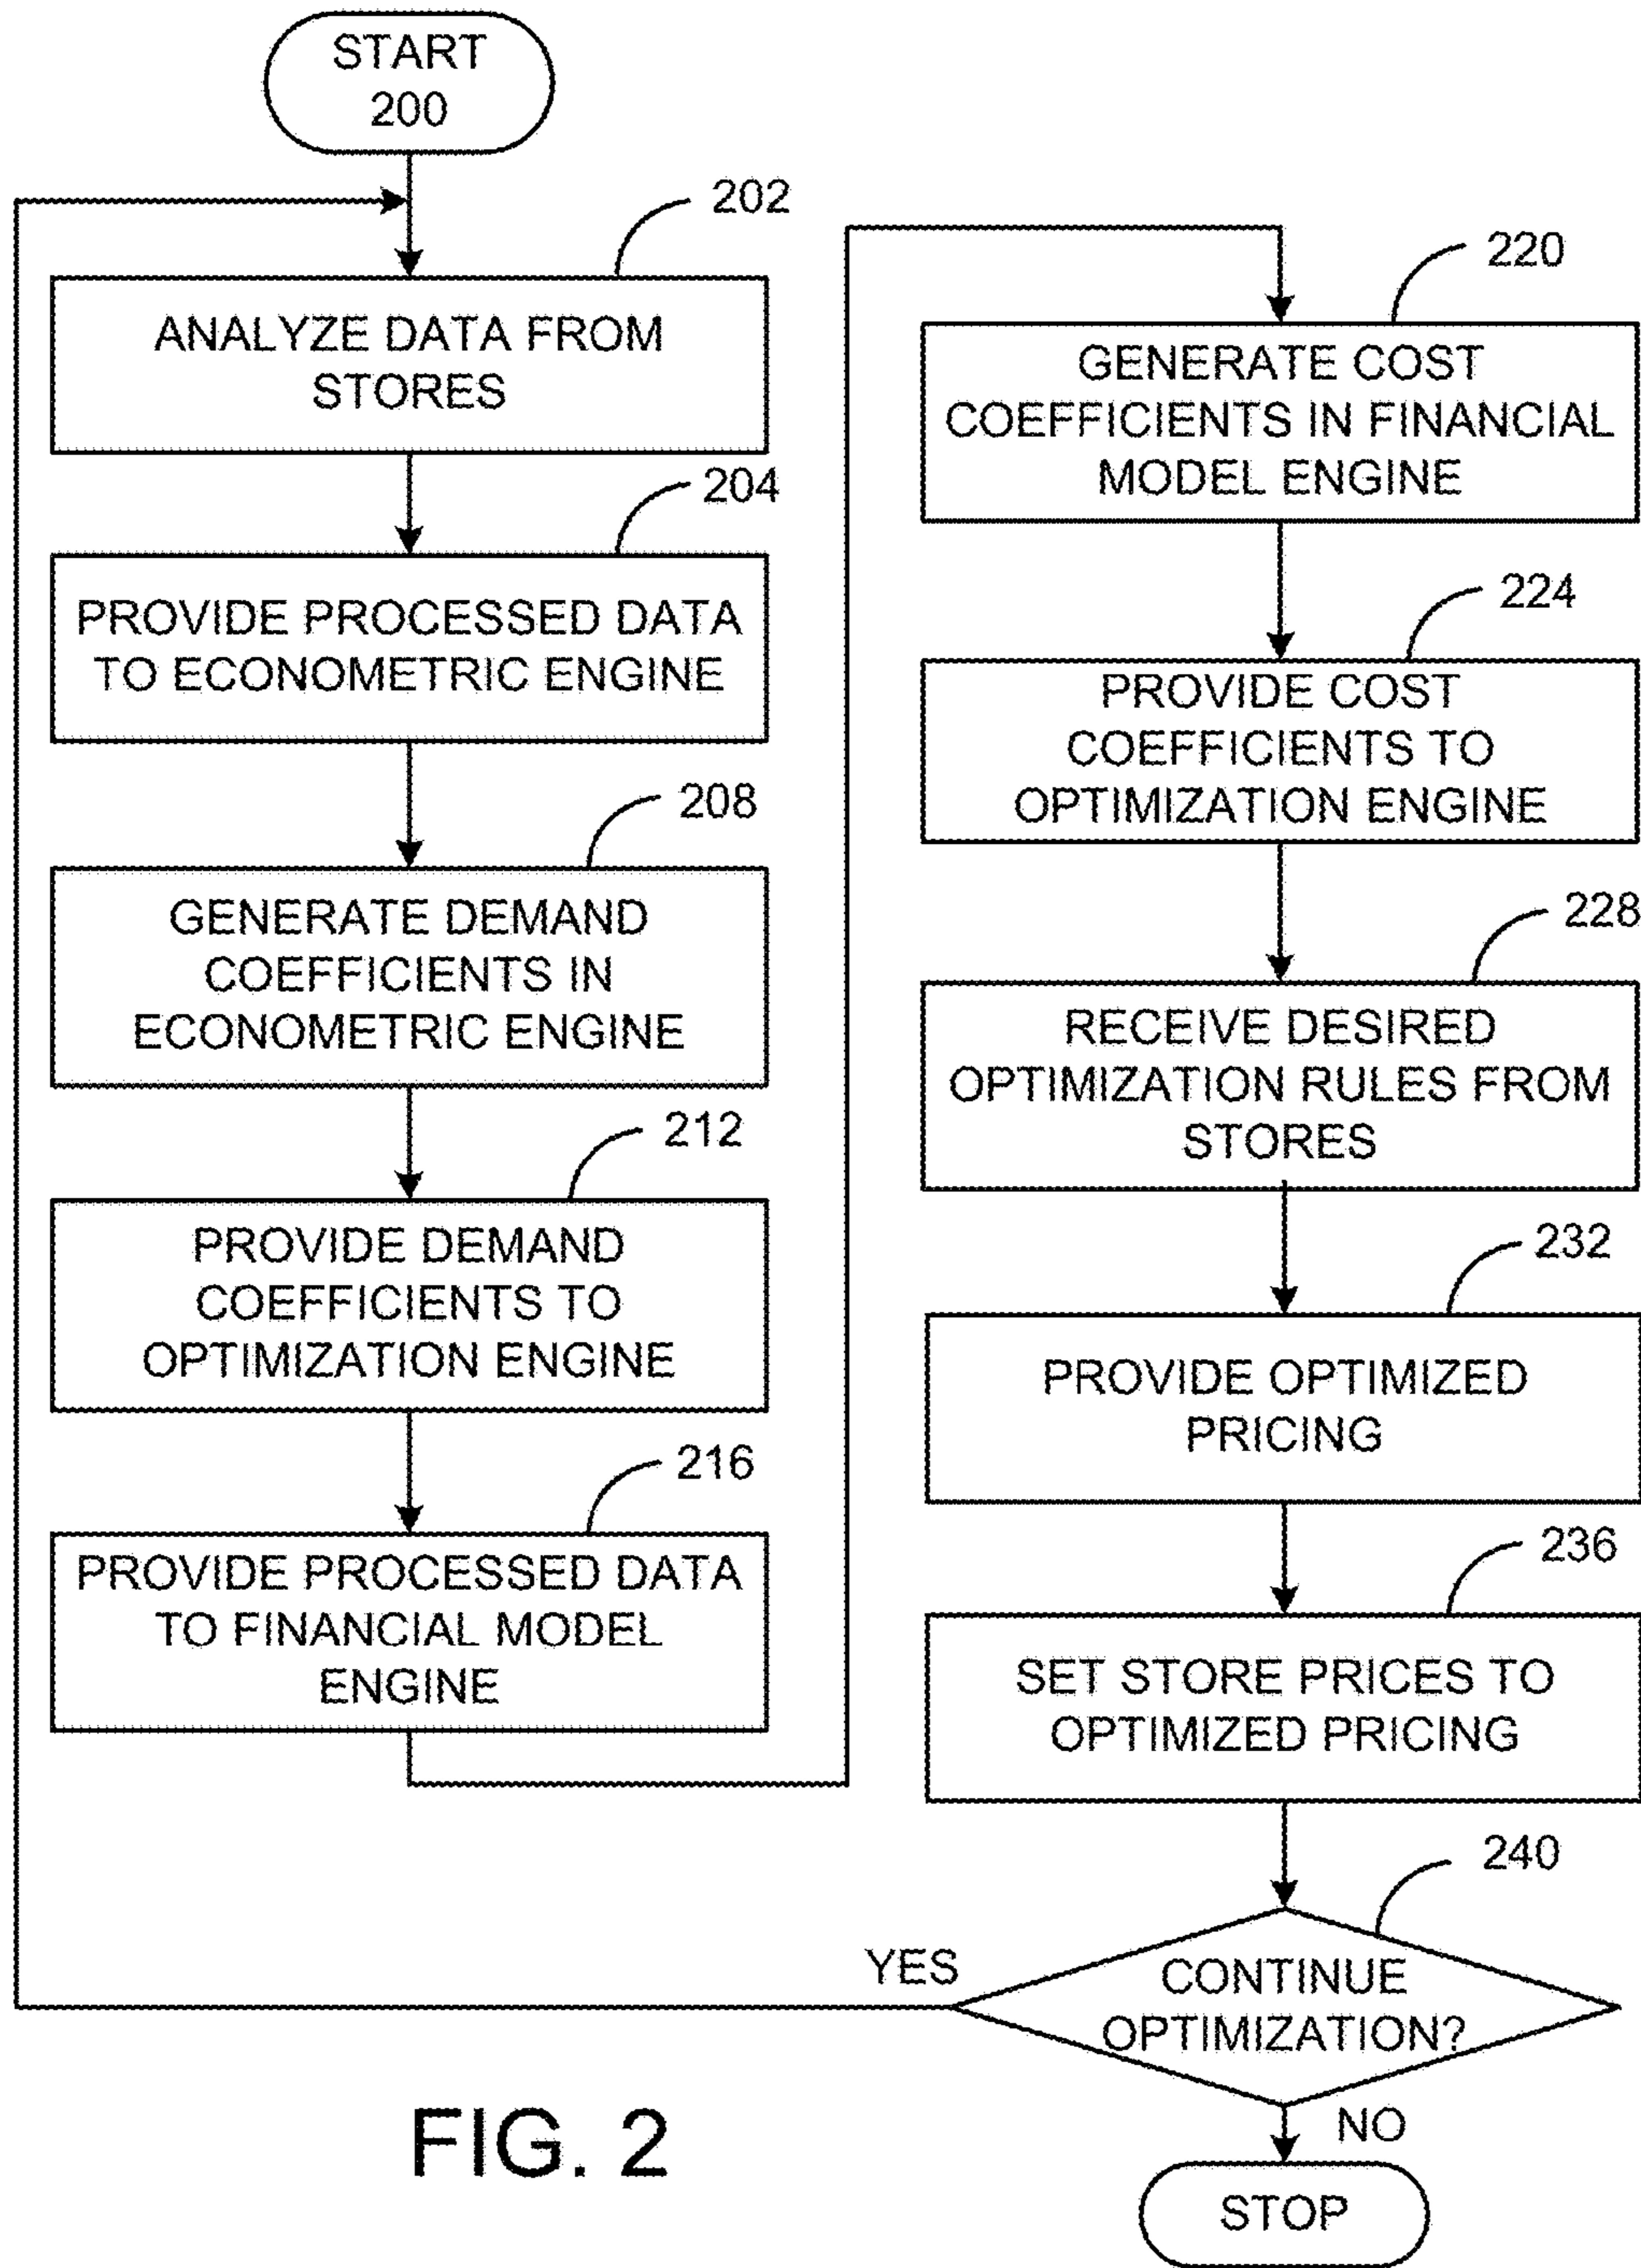 START
200
202
ANALYZE DATA FROM
STORES
204
PROVIDE PROCESSED DATA
TO ECONOMETRIC ENGINE
208
GENERATE DEMAND
COEFFICIENTS IN
ECONOMETRIC ENGINE
212
PROVIDE DEMAND
COEFFICIENTS TO
OPTIMIZATION ENGINE
216
PROVIDE PROCESSED DATA
TO FINANCIAL MODEL
ENGINE
220
GENERATE COST
COEFFICIENTS IN FINANCIAL
MODEL ENGINE
224
PROVIDE COST
COEFFICIENTS TO
OPTIMIZATION ENGINE
228
RECEIVE DESIRED
OPTIMIZATION RULES FROM
STORES
232
PROVIDE OPTIMIZED
PRICING
236
SET STORE PRICES TO
OPTIMIZED PRICING
240
CONTINUE
OPTIMIZATION?
YES
NO
STOP
FIG. 2